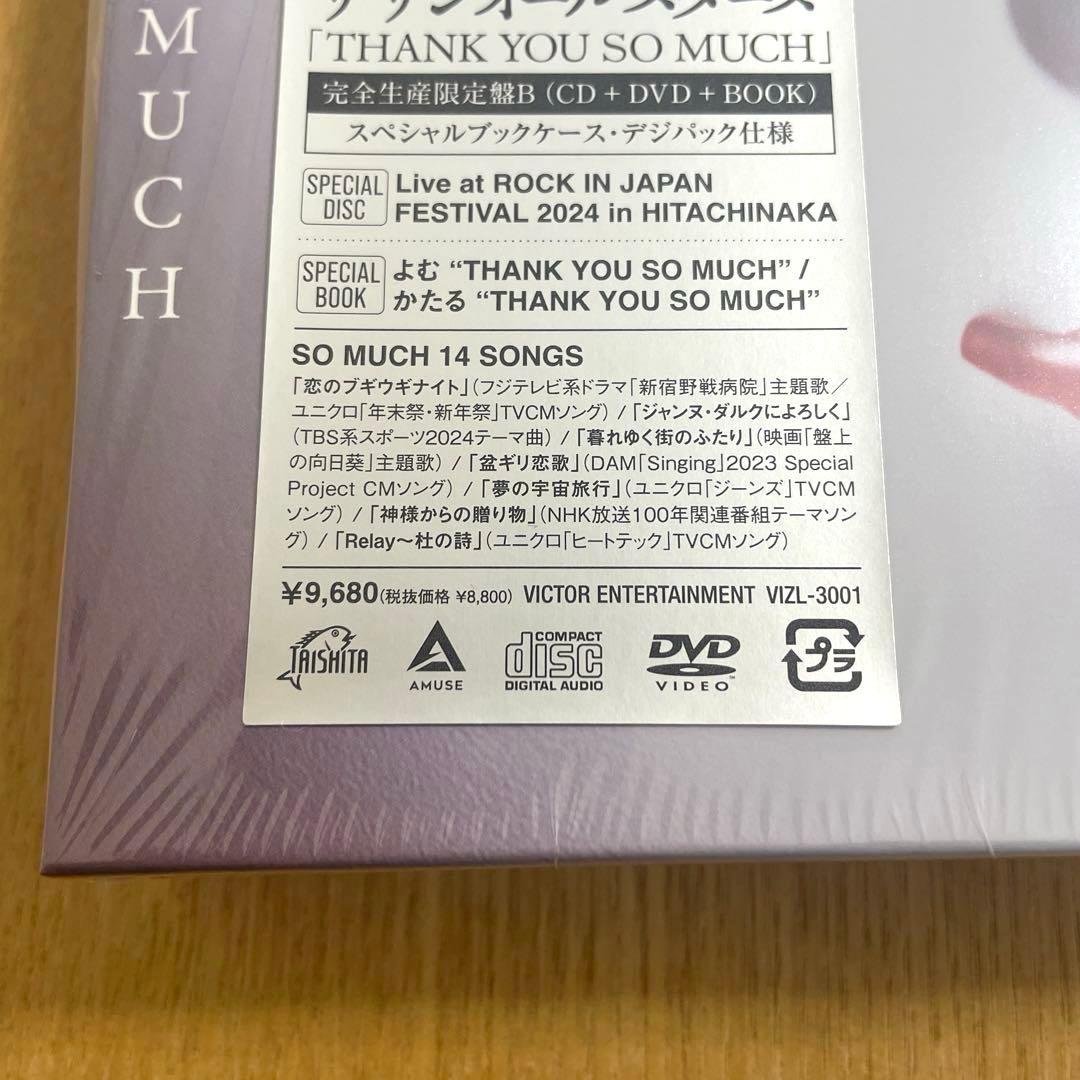 MUCH
サザンオールスターズ
「THANK YOU SO MUCH」
完全生産限定盤B（CD + DVD + BOOK）
スペシャルブックケース・デジパック仕様
SPECIAL DISC
Live at ROCK IN JAPAN
FESTIVAL 2024 in HITACHINAKA
SPECIAL BOOK
よむ “THANK YOU SO MUCH” /
かたる “THANK YOU SO MUCH”
SO MUCH 14 SONGS
「恋のブギウギナイト」（フジテレビ系ドラマ「新宿野戦病院」主題歌／
ユニクロ「年末祭・新年祭」TVCMソング）/「ジャンヌ・ダルクによろしく」
（TBS系スポーツ2024テーマ曲）/「暮れゆく街のふたり」（映画「盤上
の向日葵」主題歌）/「盆ギリ恋歌」（DAM「Singing」2023 Special
Project CMソング）/「夢の宇宙旅行」（ユニクロ「ジーンズ」TVCM
ソング）/「神様からの贈り物」（NHK放送100年関連番組テーマソン
グ）/「Relay〜杜の詩」（ユニクロ「ヒートテック」TVCMソング）
¥9,680（税抜価格 ¥8,800） VICTOR ENTERTAINMENT VIZL-3001
TAISHITA
AMUSE
COMPACT
disc
DIGITAL AUDIO
DVD
VIDEO
TM
プラ